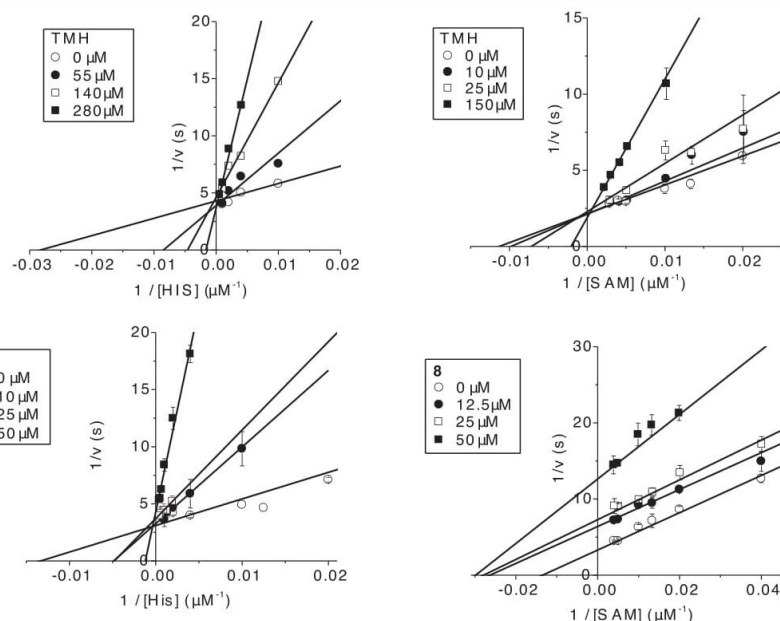 TMH
0 µM
55 µM
140 µM
280 µM
20
15
10
5
0
1/v (s)
-0.03
-0.02
-0.01
0.00
0.01
0.02
1 /[HIS] (µM⁻¹)
TMH
0 µM
10 µM
25 µM
150 µM
15
10
5
0
1/v (s)
-0.01
0.00
0.01
0.02
1 /[SAM] (µM⁻¹)
0 µM
10 µM
25 µM
50 µM
20
15
10
5
0
1/v (s)
-0.01
0.00
0.01
0.02
1 /[His] (µM⁻¹)
8
0 µM
12.5 µM
25 µM
50 µM
30
20
10
0
1/v (s)
-0.02
0.00
0.02
0.04
1 /[SAM] (µM⁻¹)